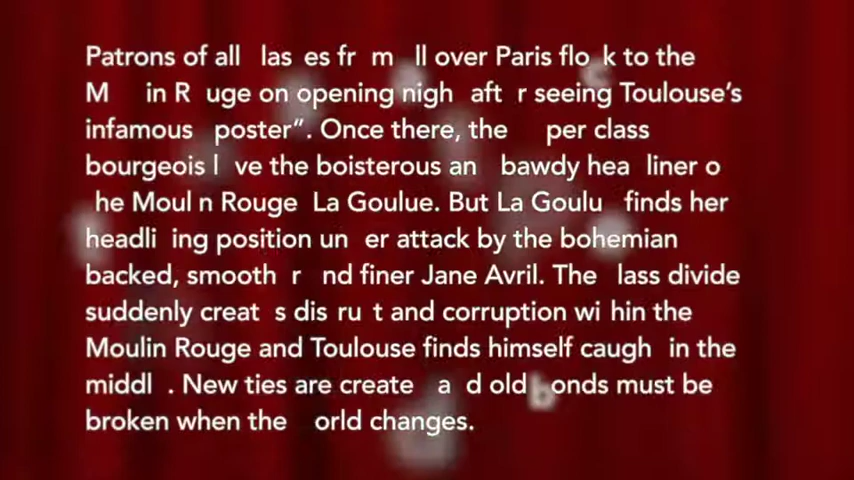 Patrons of all las es fr m ll over Paris flo k to the
M in R uge on opening nigh aft r seeing Toulouse's
infamous poster". Once there, the per class
bourgeois l ve the boisterous an bawdy hea liner o
he Moul n Rouge La Goulue. But La Goulu finds her
headli ing position un er attack by the bohemian
backed, smooth r nd finer Jane Avril. The lass divide
suddenly creat s dis ru t and corruption wi hin the
Moulin Rouge and Toulouse finds himself caugh in the
middl . New ties are create a d old bonds must be
broken when the orld changes.